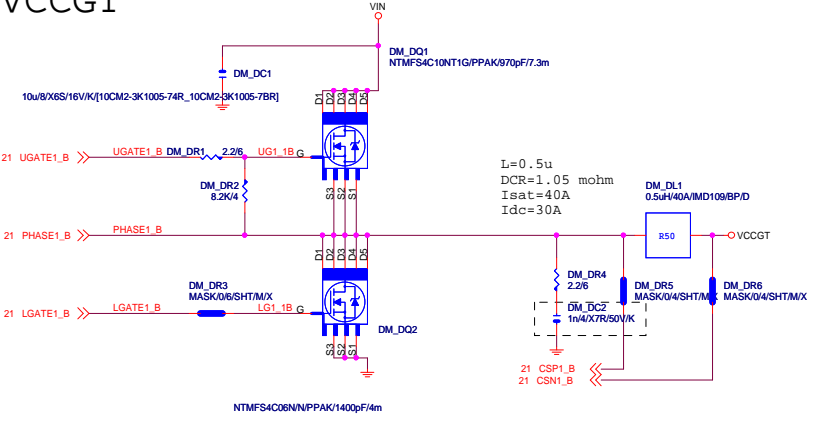 VCCGT
VIN
DM_DQ1
NTMFS4C10NT1G/PPAK/970pF/7.3m
DM_DC1
10u/8/X6S/16V/K/[10CM2-3K1005-74R_10CM2-3K1005-7BR]
D1
D2
D3
D4
D5
21 UGATE1_B
UGATE1_B
DM_DR1
2.2/6
UG1_1B
G
DM_DR2
8.2K/4
S3
S2
S1
L=0.5u
DCR=1.05 mohm
Isat=40A
Idc=30A
DM_DL1
0.5uH/40A/IMD109/BP/D
21 PHASE1_B
PHASE1_B
R50
VCCGT
D1
D2
D3
D4
D5
DM_DR3
MASK/0/6/SHT/M/X
DM_DR4
2.2/6
DM_DR5
MASK/0/4/SHT/M/X
DM_DR6
MASK/0/4/SHT/M/X
21 LGATE1_B
LGATE1_B
LG1_1B
G
DM_DC2
1n/4/X7R/50V/K
DM_DQ2
S3
S2
S1
21 CSP1_B
21 CSN1_B
NTMFS4C06N/N/PPAK/1400pF/4m